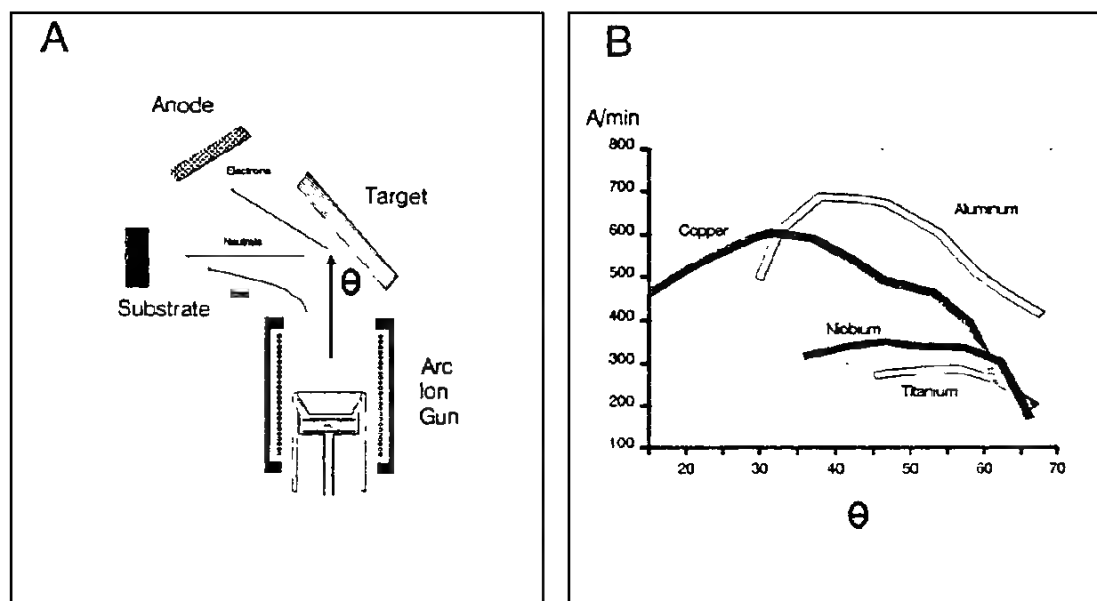 A
Anode
Electrons
Target
Neutrals
Θ
Substrate
Arc
Ion
Gun
B
A/min
800
700
600
500
400
300
200
100
Aluminum
Copper
Niobium
Titanium
20
30
40
50
60
70
Θ